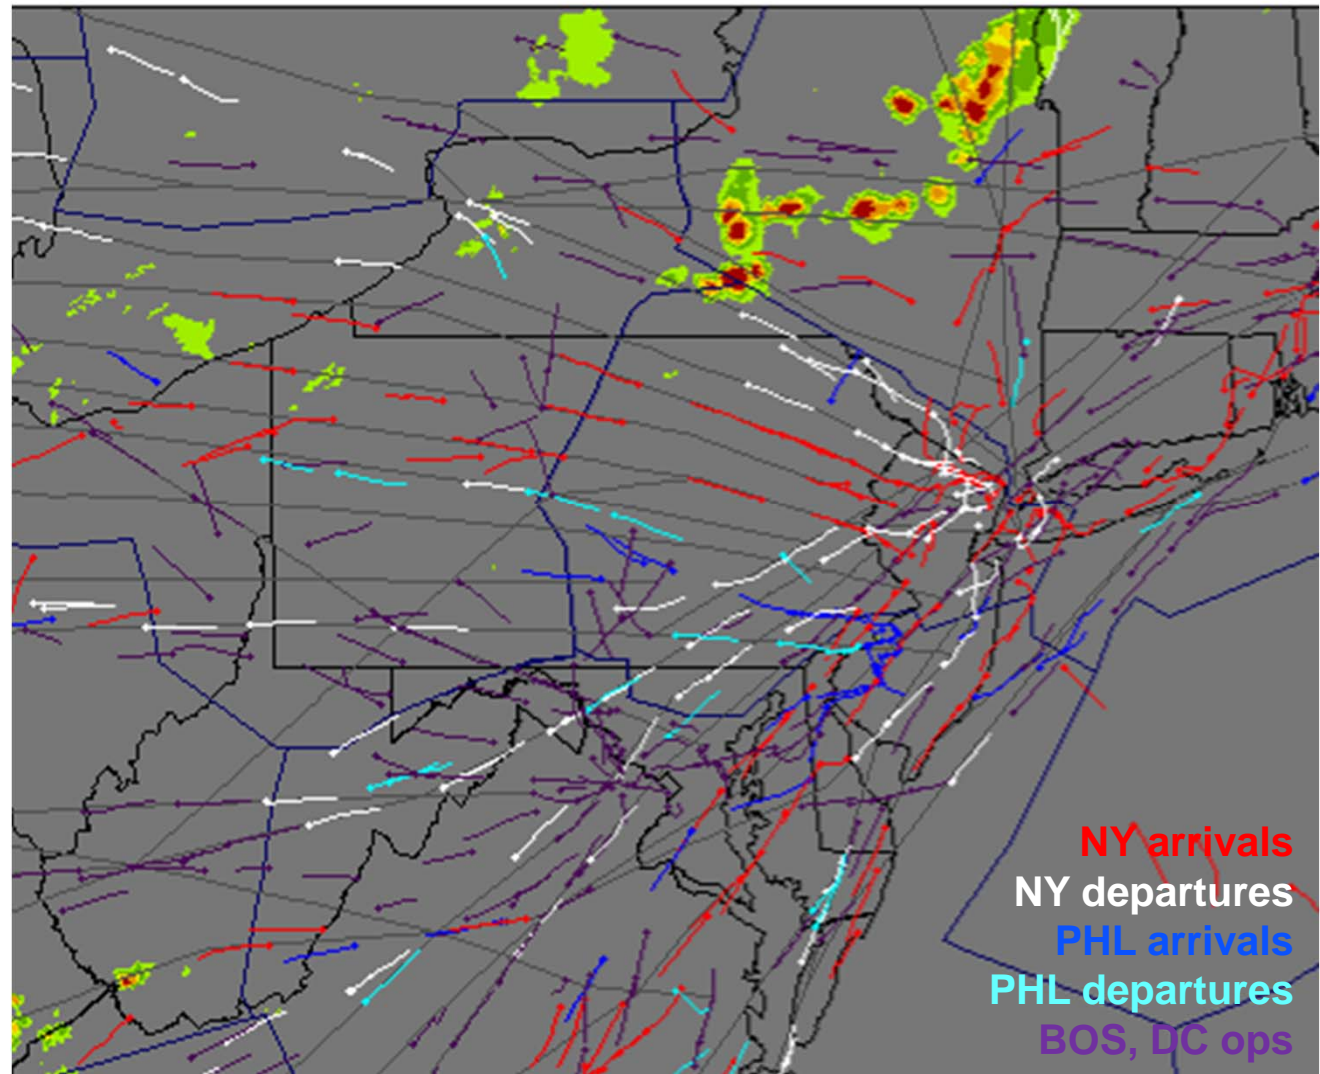 NY arrivals
NY departures
PHL arrivals
PHL departures
BOS, DC ops